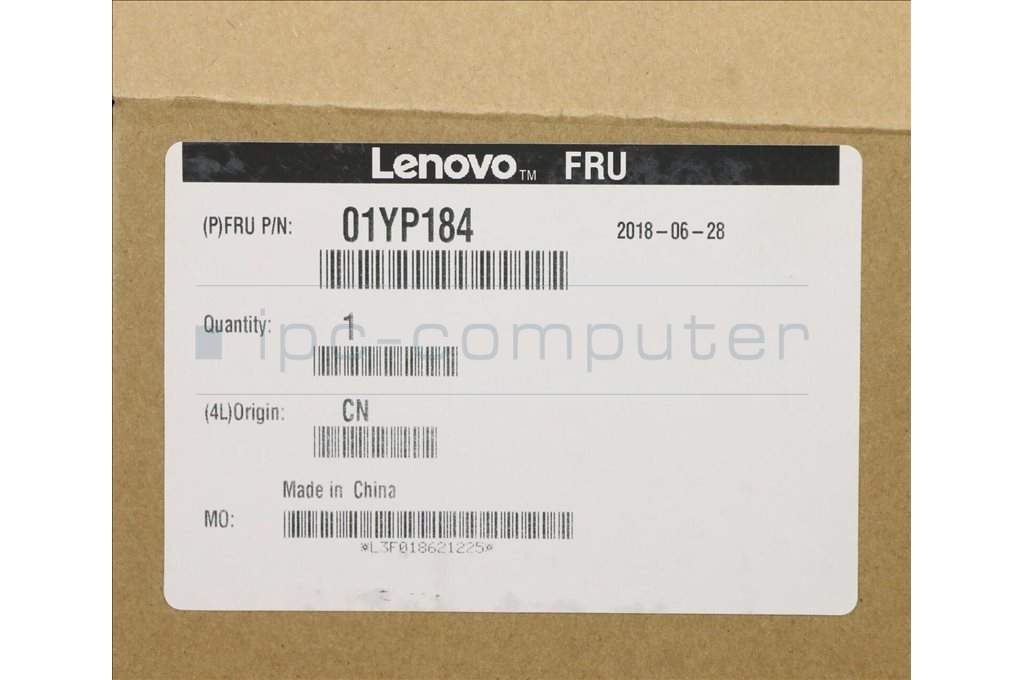 Lenovo™ FRU
(P)FRU P/N: 01YP184 2018-06-28
Quantity: 1
ipc-computer
(4L)Origin: CN
Made in China
MO:
*L3F018621225*